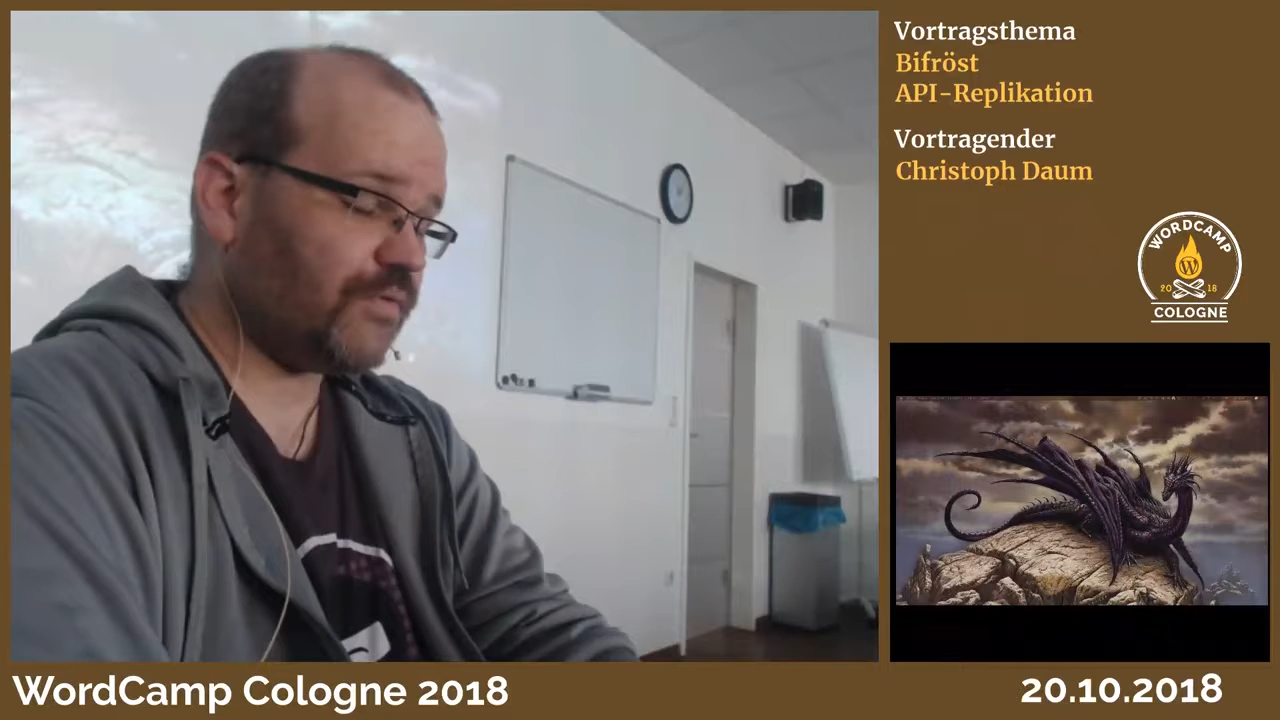 Vortragsthema
Bifröst
API-Replikation
Vortragender
Christoph Daum
WORDCAMP
20 18
COLOGNE
WordCamp Cologne 2018
20.10.2018